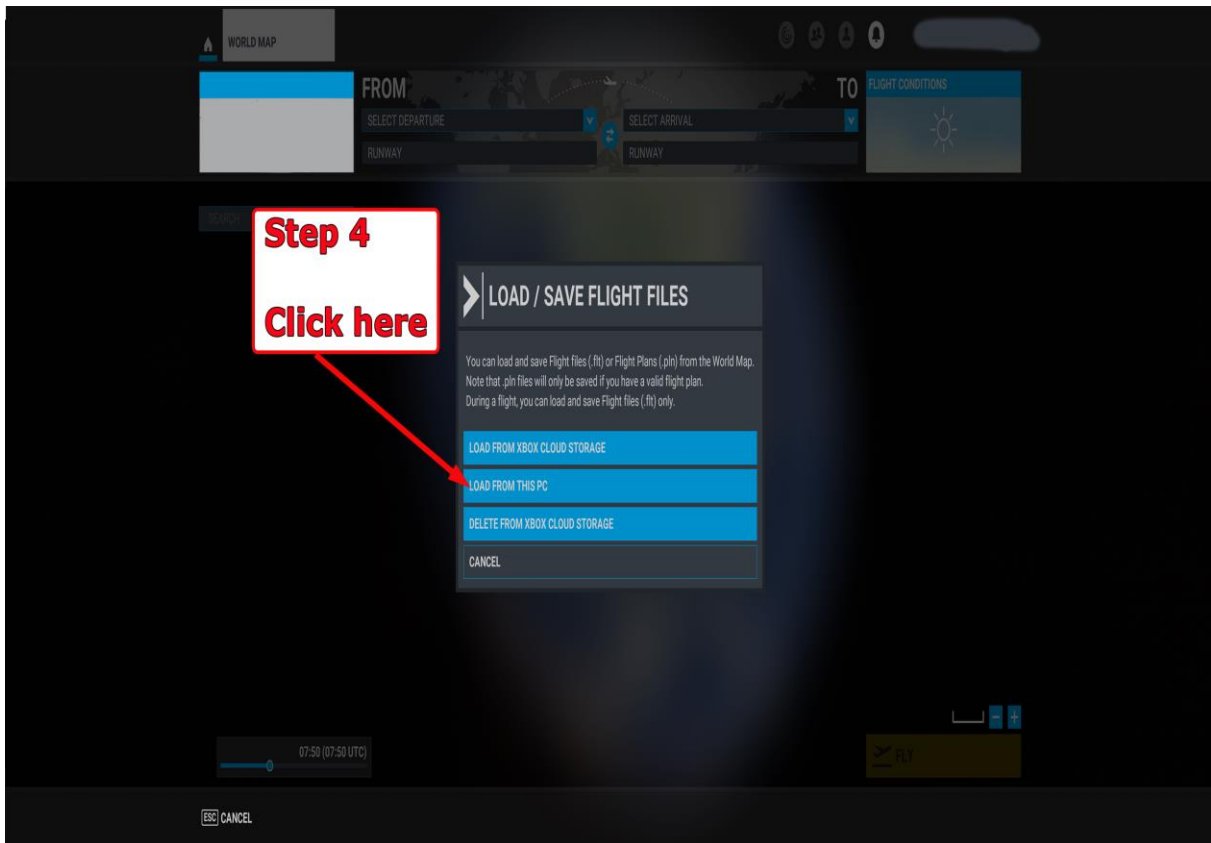 WORLD MAP
FROM
TO
FLIGHT CONDITIONS
SELECT DEPARTURE
SELECT ARRIVAL
RUNWAY
RUNWAY
SEARCH
Step 4
Click here
LOAD / SAVE FLIGHT FILES
You can load and save Flight files (.flt) or Flight Plans (.pln) from the World Map.
Note that .pln files will only be saved if you have a valid flight plan.
During a flight, you can load and save Flight files (.flt) only.
LOAD FROM XBOX CLOUD STORAGE
LOAD FROM THIS PC
DELETE FROM XBOX CLOUD STORAGE
CANCEL
07:50 (07:50 UTC)
FLY
ESC CANCEL